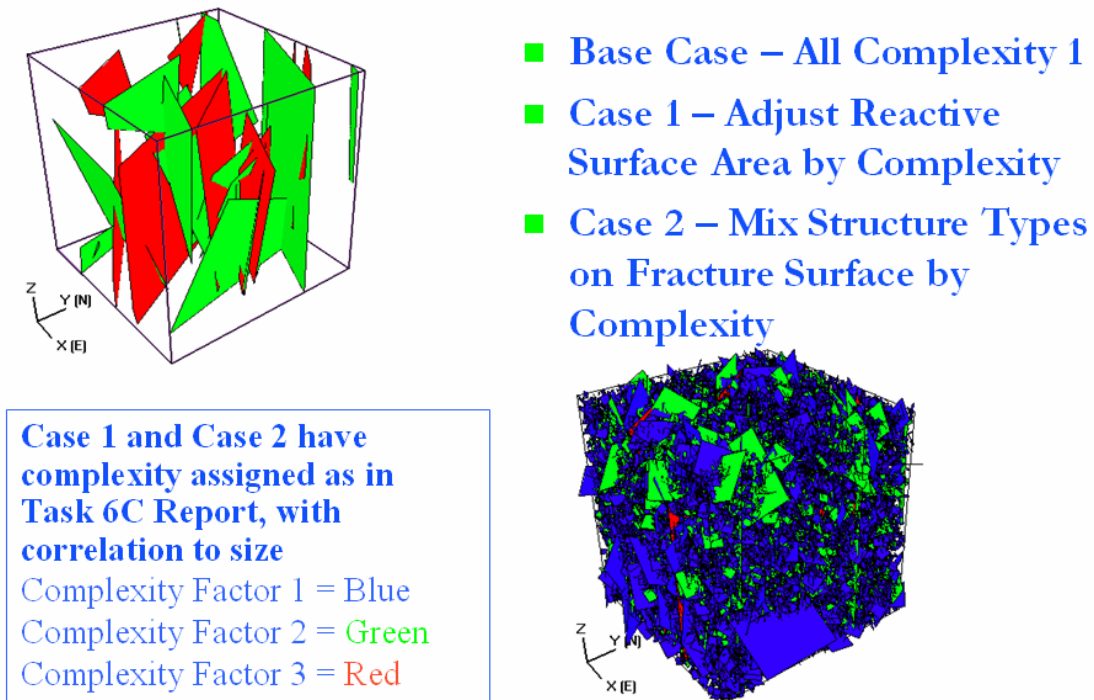 Base Case – All Complexity 1
Case 1 – Adjust Reactive
Surface Area by Complexity
Case 2 – Mix Structure Types
on Fracture Surface by
Complexity
Z
Y (N)
X (E)
Case 1 and Case 2 have
complexity assigned as in
Task 6C Report, with
correlation to size
Complexity Factor 1 = Blue
Complexity Factor 2 = Green
Complexity Factor 3 = Red
Z
Y (N)
X (E)